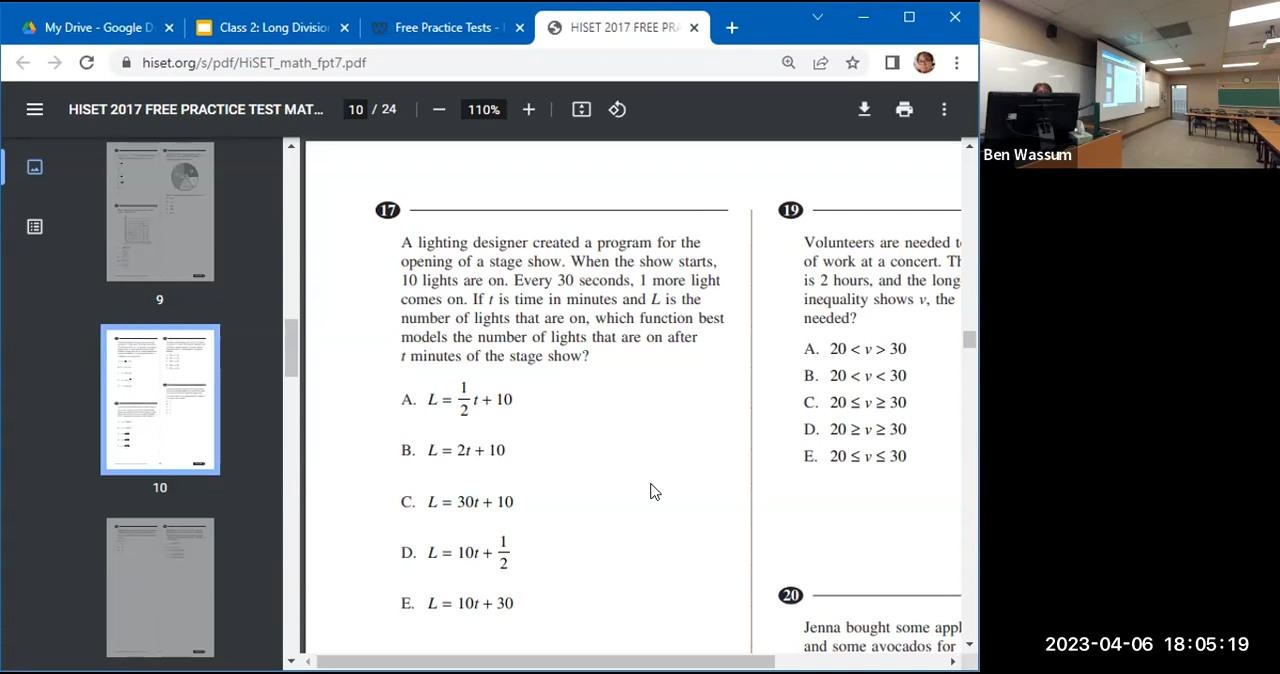 My Drive - Google D
Class 2: Long Divisio
Free Practice Tests -
HISET 2017 FREE PRA
hiset.org/s/pdf/HiSET_math_fpt7.pdf
HISET 2017 FREE PRACTICE TEST MAT...
10 / 24
110%
Ben Wassum
9
10
17
A lighting designer created a program for the
opening of a stage show. When the show starts,
10 lights are on. Every 30 seconds, 1 more light
comes on. If t is time in minutes and L is the
number of lights that are on, which function best
models the number of lights that are on after
t minutes of the stage show?
A. L = 1/2 t + 10
B. L = 2t + 10
C. L = 30t + 10
D. L = 10t + 1/2
E. L = 10t + 30
19
Volunteers are needed t
of work at a concert. Th
is 2 hours, and the long
inequality shows v, the
needed?
A. 20 < v > 30
B. 20 < v < 30
C. 20 ≤ v ≥ 30
D. 20 ≥ v ≥ 30
E. 20 ≤ v ≤ 30
20
Jenna bought some appl
and some avocados for
2023-04-06 18:05:19